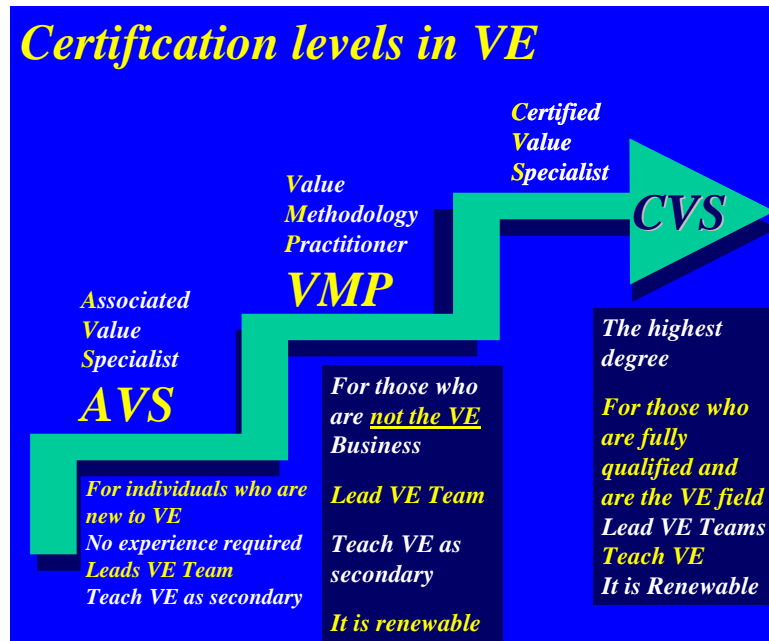 Certification levels in VE
Certified
Value
Specialist
CVS
Value
Methodology
Practitioner
VMP
Associated
Value
Specialist
AVS
For individuals who are
new to VE
No experience required
Leads VE Team
Teach VE as secondary
For those who
are not the VE
Business
Lead VE Team
Teach VE as
secondary
It is renewable
The highest
degree
For those who
are fully
qualified and
are the VE field
Lead VE Teams
Teach VE
It is Renewable